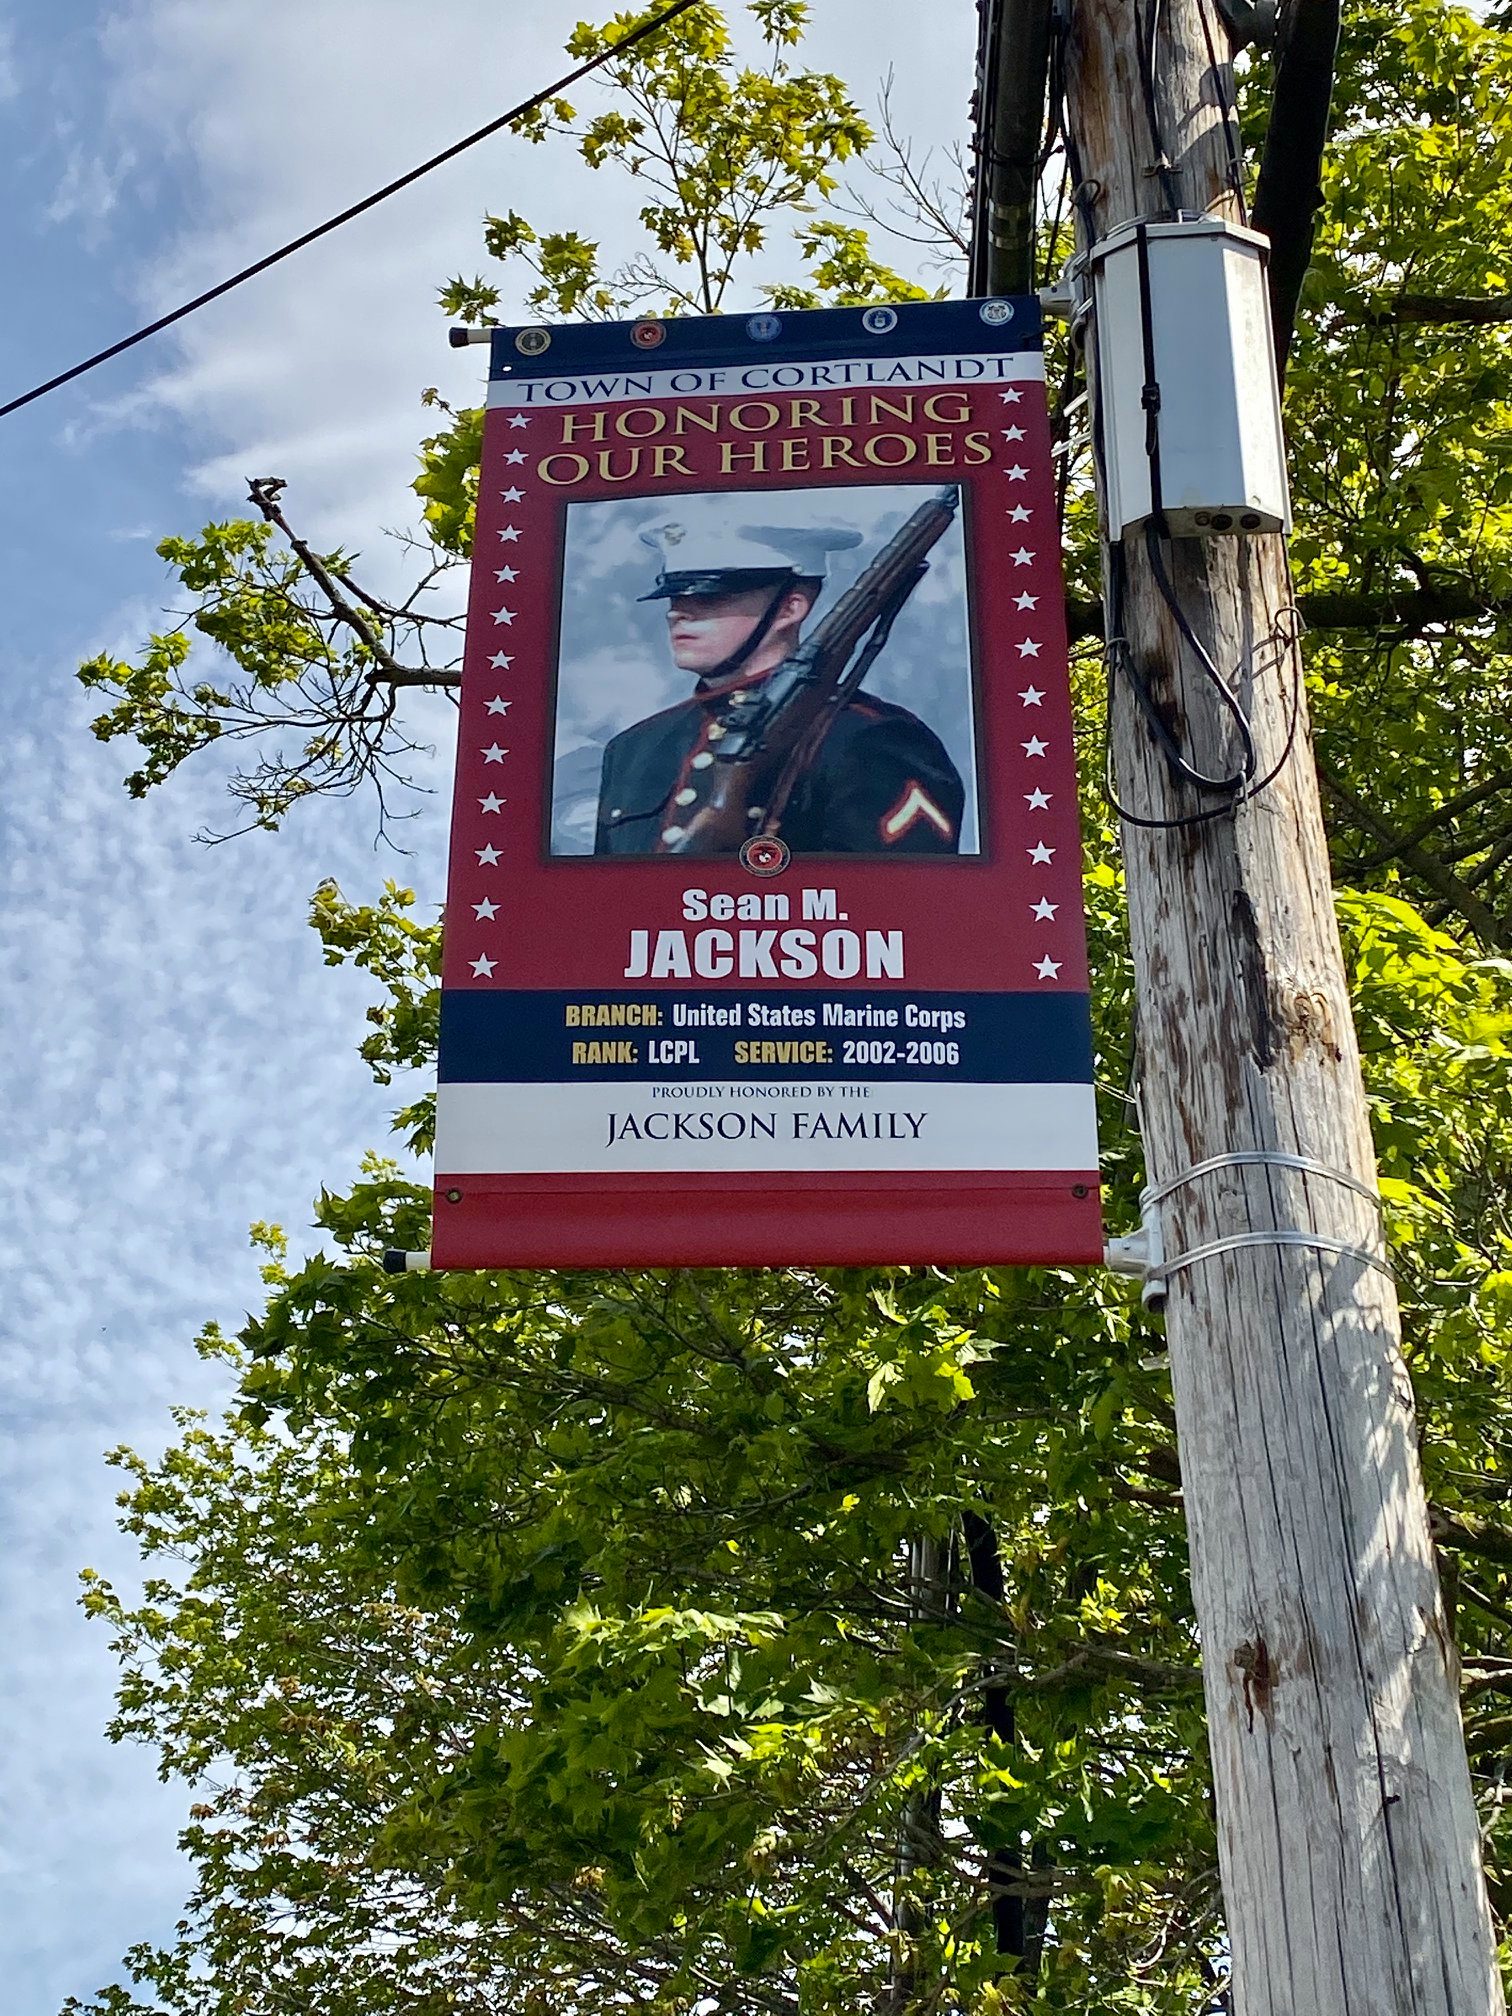 TOWN OF CORTLANDT
HONORING
OUR HEROES
Sean M.
JACKSON
BRANCH: United States Marine Corps
RANK: LCPL SERVICE: 2002-2006
PROUDLY HONORED BY THE
JACKSON FAMILY